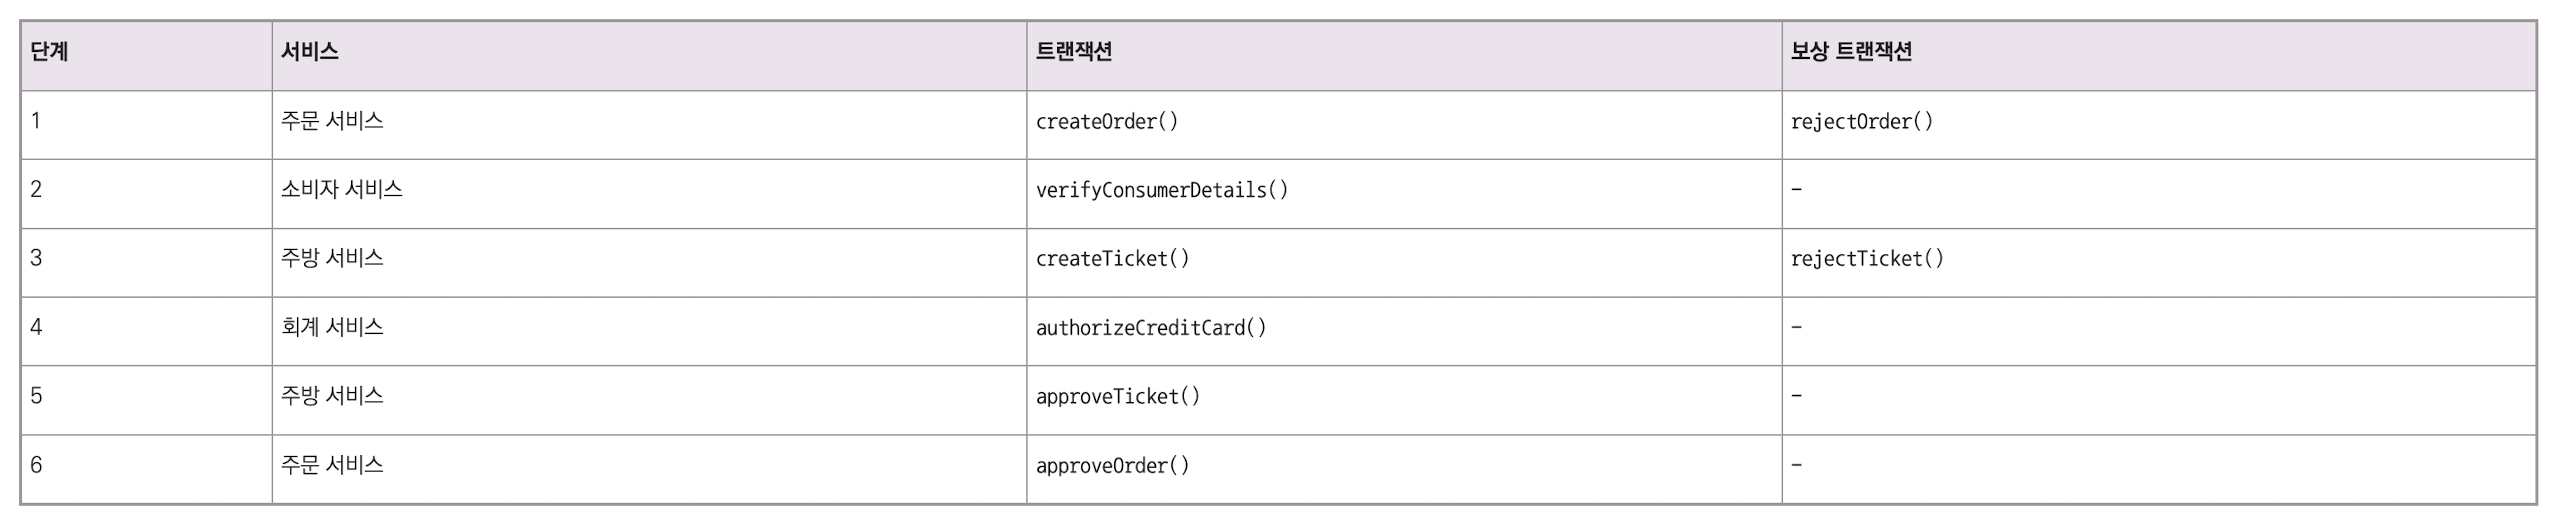 단계 서비스 트랜잭션 보상 트랜잭션
1 주문 서비스 createOrder() rejectOrder()
2 소비자 서비스 verifyConsumerDetails() –
3 주방 서비스 createTicket() rejectTicket()
4 회계 서비스 authorizeCreditCard() –
5 주방 서비스 approveTicket() –
6 주문 서비스 approveOrder() –